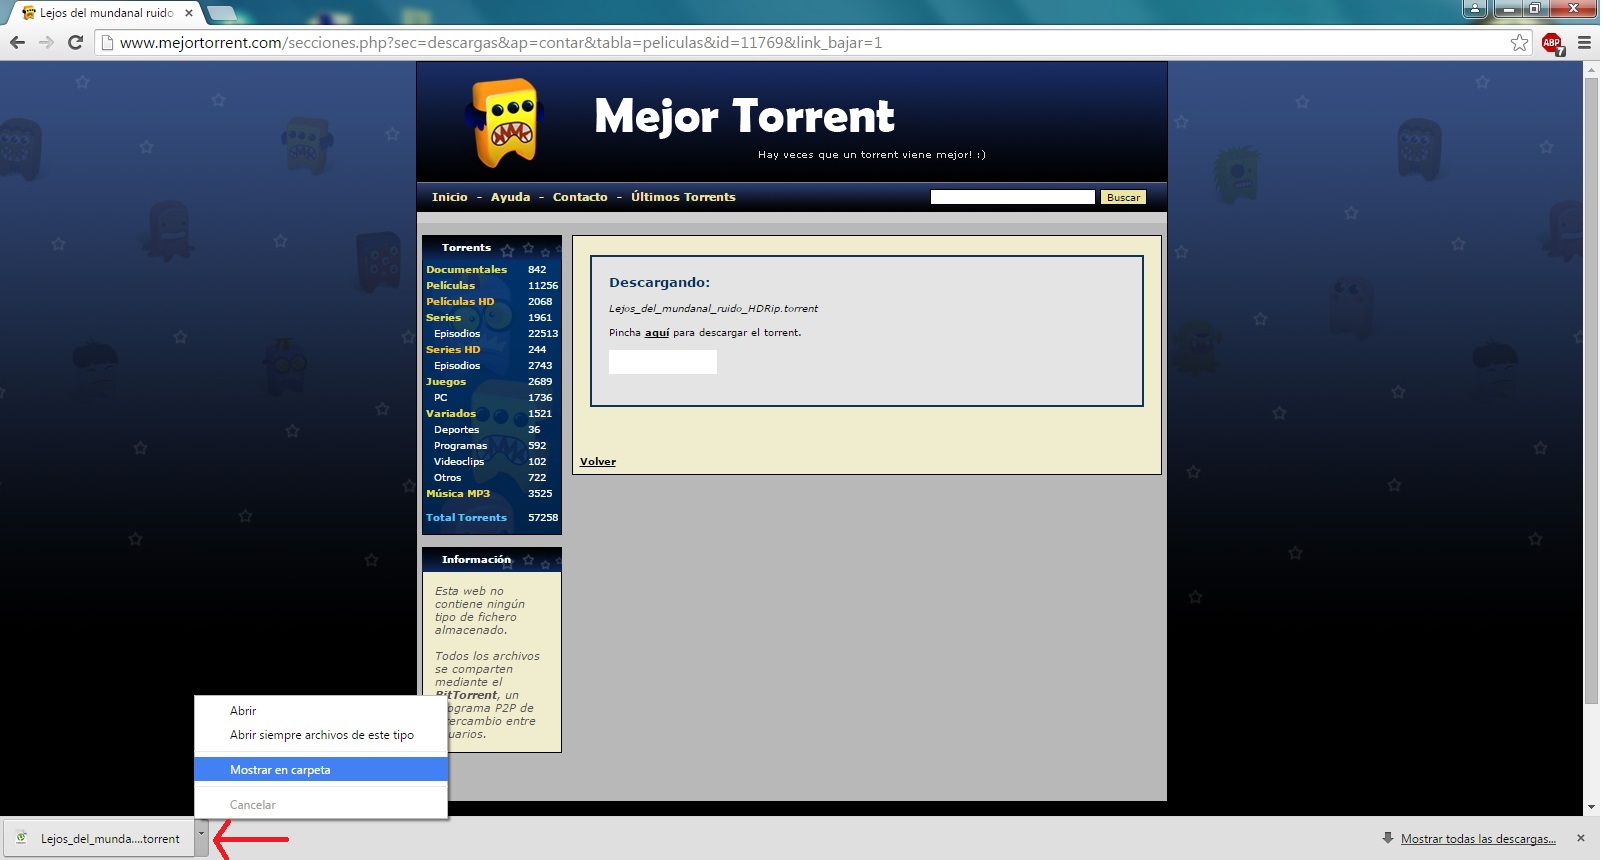 Lejos del mundanal ruido
www.mejortorrent.com/secciones.php?sec=descargas&ap=contar&tabla=peliculas&id=11769&link_bajar=1
ABP
7
Mejor Torrent
Hay veces que un torrent viene mejor! :)
Inicio - Ayuda - Contacto - Últimos Torrents
Buscar
Torrents
Documentales 842
Películas 11256
Películas HD 2068
Series 1961
Episodios 22513
Series HD 244
Episodios 2743
Juegos 2689
PC 1736
Variados 1521
Deportes 36
Programas 592
Videoclips 102
Otros 722
Música MP3 3525
Total Torrents 57258
Descargando:
Lejos_del_mundanal_ruido_HDRip.torrent
Pincha aquí para descargar el torrent.
Volver
Información
Esta web no
contiene ningún
tipo de fichero
almacenado.
Todos los archivos
se comparten
mediante el
BitTorrent, un
ograma P2P de
tercambio entre
uarios.
Abrir
Abrir siempre archivos de este tipo
Mostrar en carpeta
Cancelar
Lejos_del_munda....torrent
Mostrar todas las descargas...